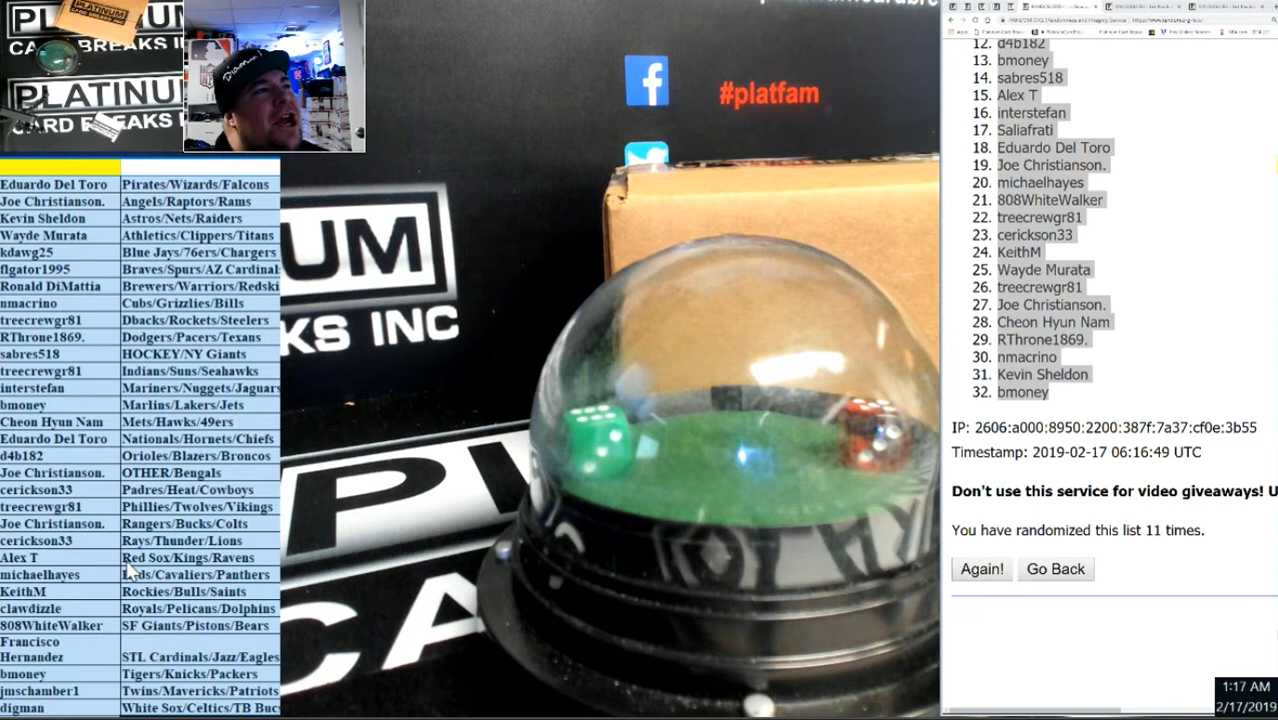 PLATINUM
CARD BREAKS INC
PLATINUM
CARD BREAKS INC
#platfam
UM
KS INC
Eduardo Del Toro Pirates/Wizards/Falcons
Joe Christianson. Angels/Raptors/Rams
Kevin Sheldon Astros/Nets/Raiders
Wayde Murata Athletics/Clippers/Titans
kdawg25 Blue Jays/76ers/Chargers
flgator1995 Braves/Spurs/AZ Cardinal
Ronald DiMattia Brewers/Warriors/Redski
nmacrino Cubs/Grizzlies/Bills
treecrewgr81 Dbacks/Rockets/Steelers
RThrone1869. Dodgers/Pacers/Texans
sabres518 HOCKEY/NY Giants
treecrewgr81 Indians/Suns/Seahawks
interstefan Mariners/Nuggets/Jaguars
bmoney Marlins/Lakers/Jets
Cheon Hyun Nam Mets/Hawks/49ers
Eduardo Del Toro Nationals/Hornets/Chiefs
d4b182 Orioles/Blazers/Broncos
Joe Christianson. OTHER/Bengals
cerickson33 Padres/Heat/Cowboys
treecrewgr81 Phillies/Twolves/Vikings
Joe Christianson. Rangers/Bucks/Colts
cerickson33 Rays/Thunder/Lions
Alex T Red Sox/Kings/Ravens
michaelhayes Reds/Cavaliers/Panthers
KeithM Rockies/Bulls/Saints
clawdizzle Royals/Pelicans/Dolphins
808WhiteWalker SF Giants/Pistons/Bears
Francisco
Hernandez STL Cardinals/Jazz/Eagles
bmoney Tigers/Knicks/Packers
jmschamber1 Twins/Mavericks/Patriots
digman White Sox/Celtics/TB Bucs
12. d4b182
13. bmoney
14. sabres518
15. Alex T
16. interstefan
17. Saliafrati
18. Eduardo Del Toro
19. Joe Christianson.
20. michaelhayes
21. 808WhiteWalker
22. treecrewgr81
23. cerickson33
24. KeithM
25. Wayde Murata
26. treecrewgr81
27. Joe Christianson.
28. Cheon Hyun Nam
29. RThrone1869.
30. nmacrino
31. Kevin Sheldon
32. bmoney
IP: 2606:a000:8950:2200:387f:7a37:cf0e:3b55
Timestamp: 2019-02-17 06:16:49 UTC
Don't use this service for video giveaways! U
You have randomized this list 11 times.
Again! Go Back
1:17 AM
2/17/2019